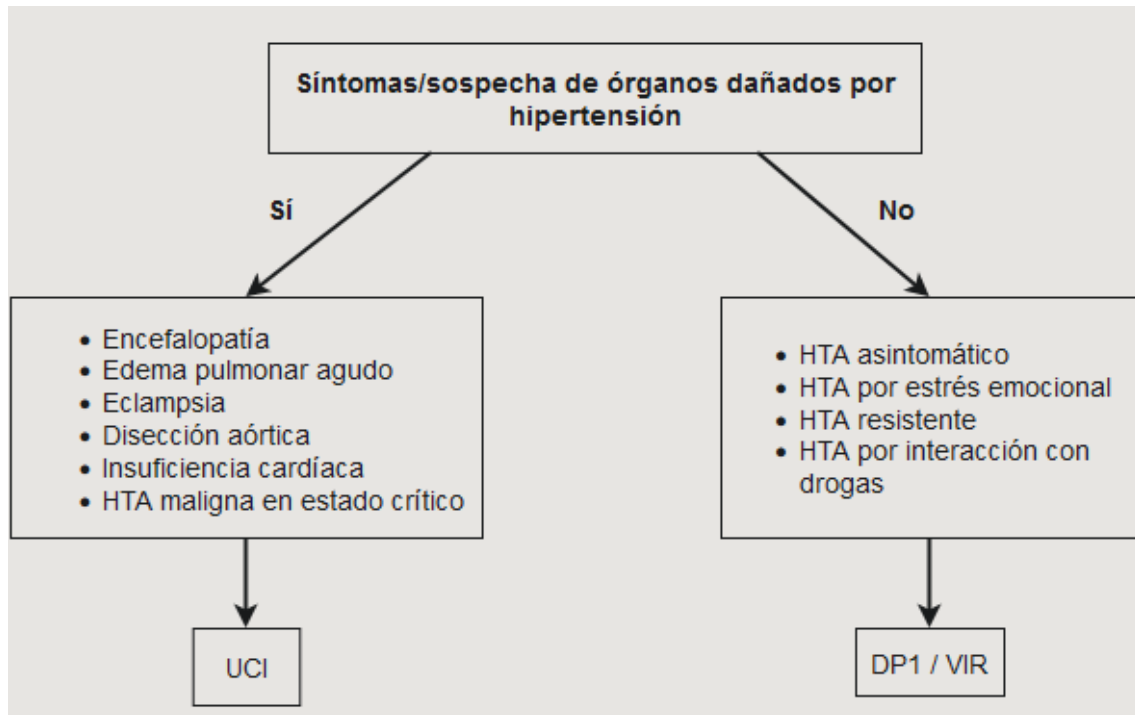 Síntomas/sospecha de órganos dañados por
hipertensión
Sí
No
• Encefalopatía
• Edema pulmonar agudo
• Eclampsia
• Disección aórtica
• Insuficiencia cardíaca
• HTA maligna en estado crítico
• HTA asintomático
• HTA por estrés emocional
• HTA resistente
• HTA por interacción con
drogas
UCI
DP1 / VIR